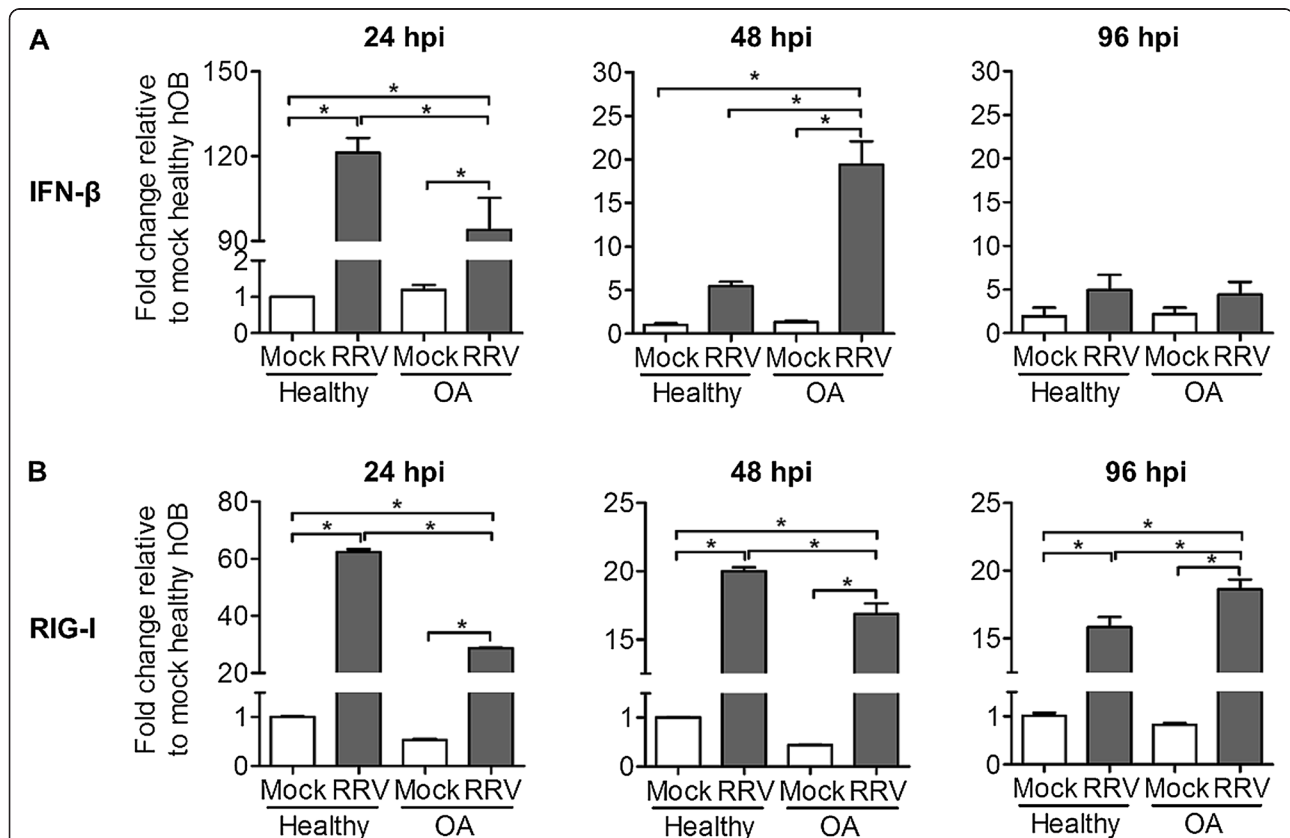 A
24 hpi
48 hpi
96 hpi
IFN-β
Fold change relative
to mock healthy hOB
150
120
90
2
1
0
*
*
*
*
Mock RRV Mock RRV
Healthy OA
30
25
20
15
10
5
0
*
*
*
Mock RRV Mock RRV
Healthy OA
30
25
20
15
10
5
0
Mock RRV Mock RRV
Healthy OA
B
24 hpi
48 hpi
96 hpi
RIG-I
Fold change relative
to mock healthy hOB
80
60
40
20
1
0
*
*
*
*
Mock RRV Mock RRV
Healthy OA
25
20
15
1
0
*
*
*
*
Mock RRV Mock RRV
Healthy OA
25
20
15
1
0
*
*
*
*
Mock RRV Mock RRV
Healthy OA